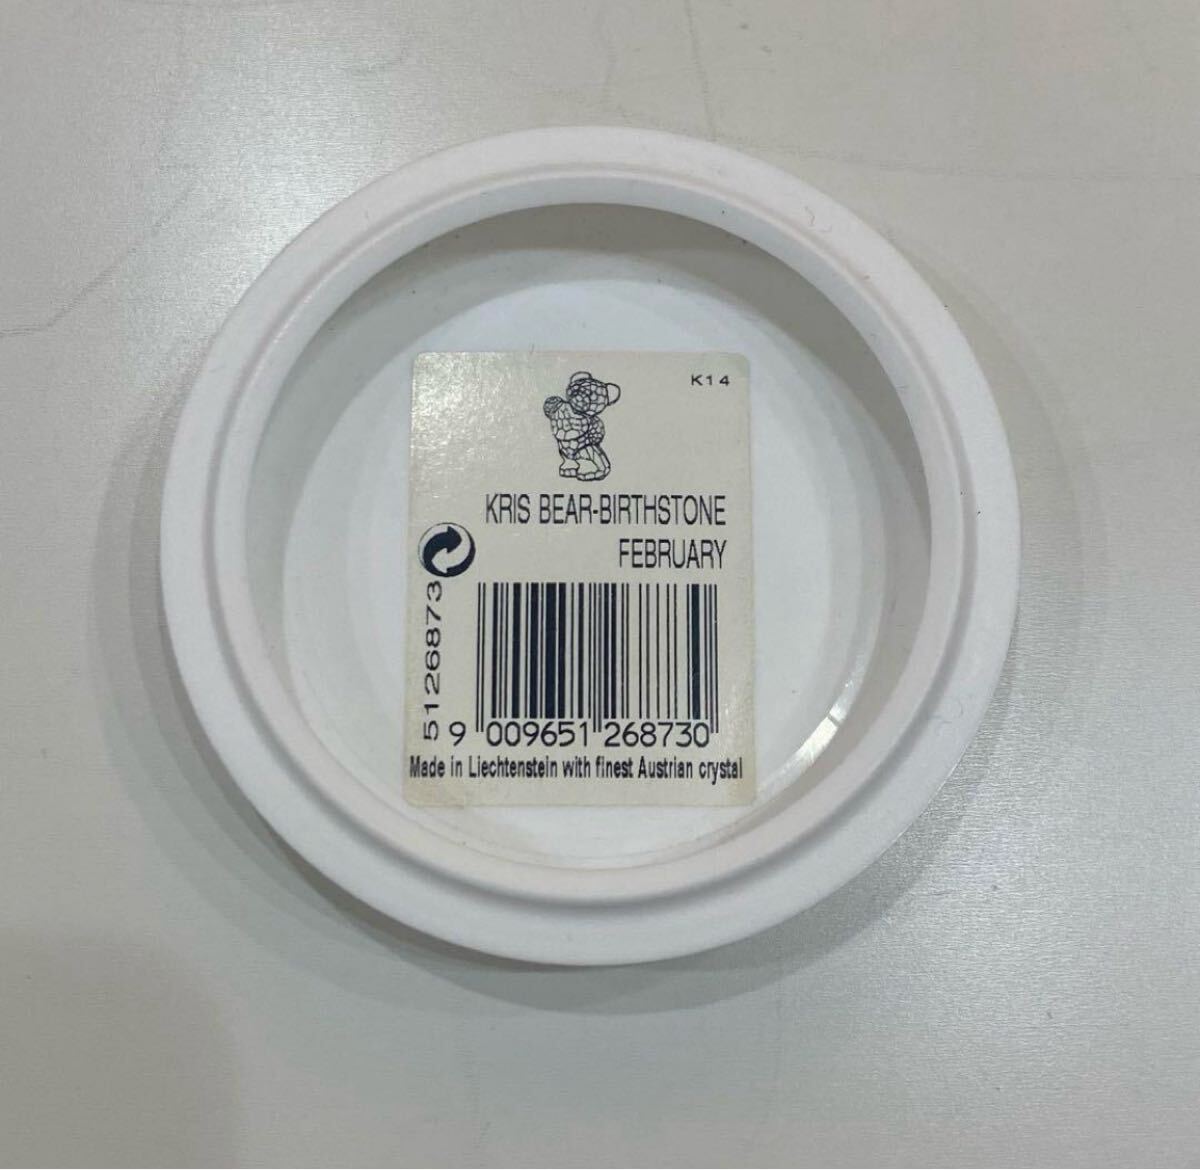 K14
KRIS BEAR-BIRTHSTONE
FEBRUARY
5126873
9 009651 268730
Made in Liechtenstein with finest Austrian crystal